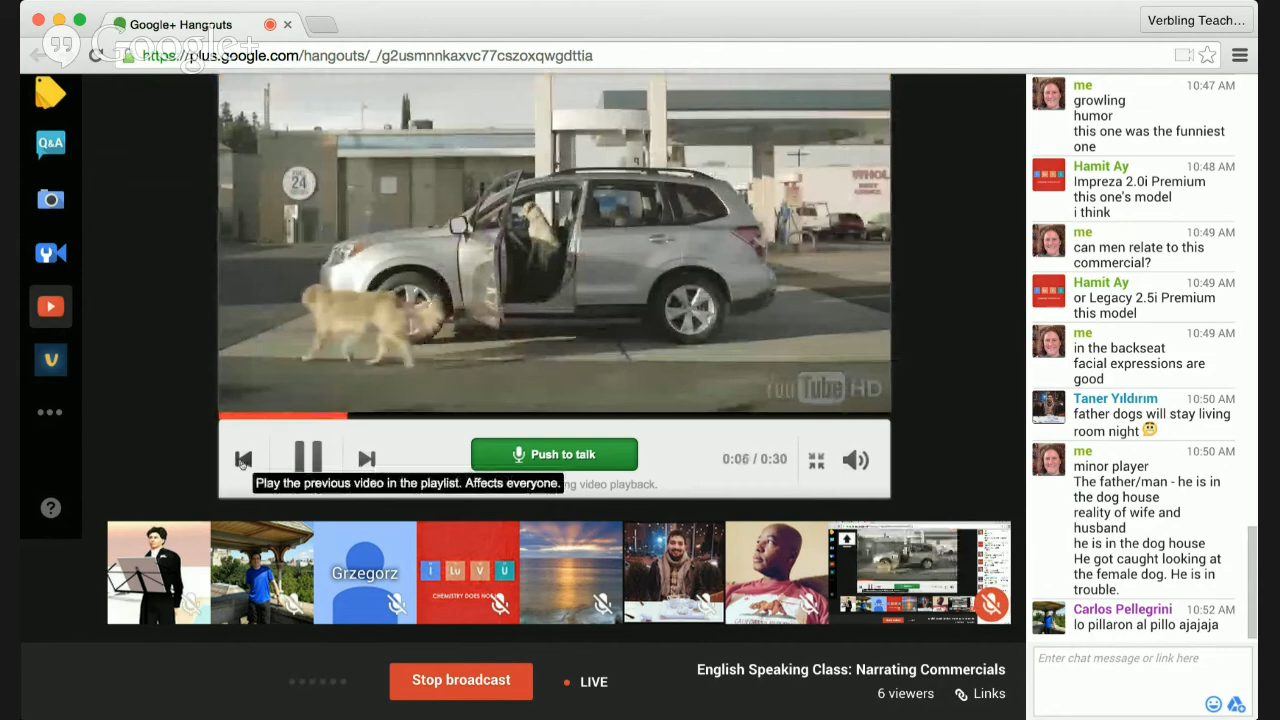 Google+ Hangouts
Verbling Teach...
Google+
https://plus.google.com/hangouts/_/g2usmnnkaxvc77cszoxqvvgdttia
Q&A
24
WHOL
YouTube HD
Push to talk
0:06 / 0:30
Play the previous video in the playlist. Affects everyone.
ng video playback.
Grzegorz
I Lu V U
LIVE
Stop broadcast
English Speaking Class: Narrating Commercials
6 viewers
Links
me
10:47 AM
growling
humor
this one was the funniest
one
Hamit Ay
10:48 AM
Impreza 2.0i Premium
this one's model
i think
me
10:49 AM
can men relate to this
commercial?
Hamit Ay
10:49 AM
or Legacy 2.5i Premium
this model
me
10:49 AM
in the backseat
facial expressions are
good
Taner Yıldırım
10:50 AM
father dogs will stay living
room night
me
10:50 AM
minor player
The father/man - he is in
the dog house
reality of wife and
husband
he is in the dog house
He got caught looking at
the female dog. He is in
trouble.
Carlos Pellegrini
10:52 AM
lo pillaron al pillo ajajaja
Enter chat message or link here